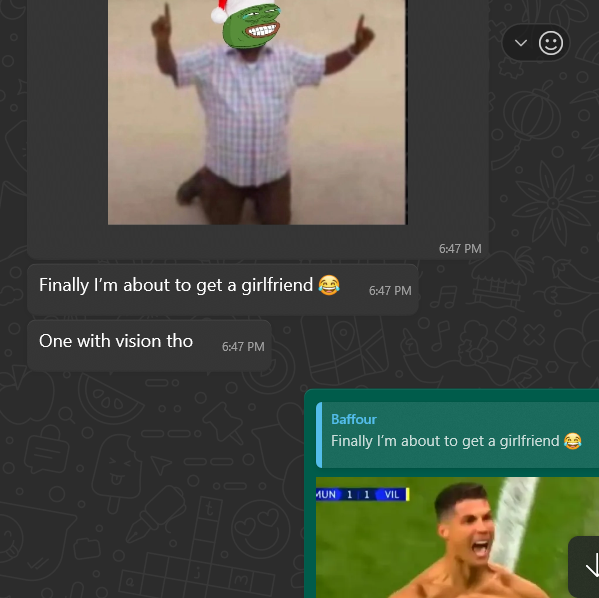 6:47 PM
Finally I’m about to get a girlfriend 😂
6:47 PM
One with vision tho
6:47 PM
Baffour
Finally I’m about to get a girlfriend 😂
MUN 1 1 VIL